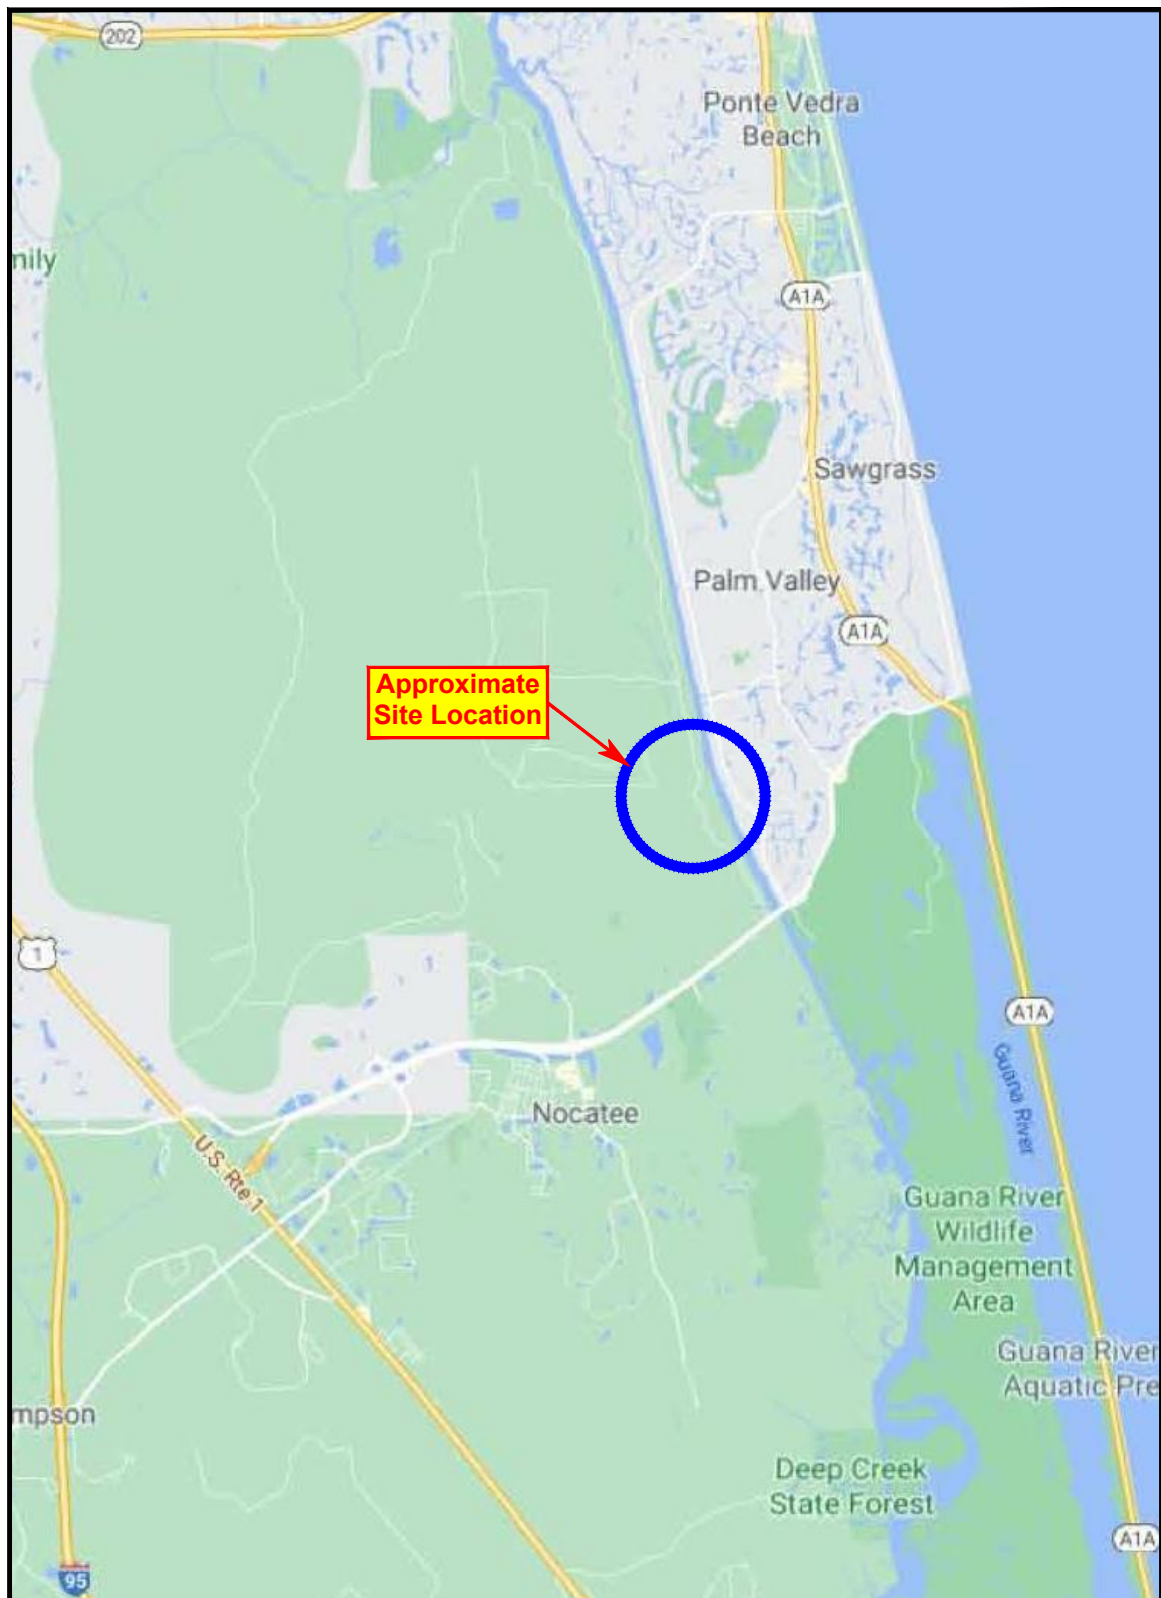 202
Ponte Vedra
Beach
nily
A1A
Sawgrass
Palm Valley
A1A
Approximate
Site Location
1
A1A
Guana River
Nocatee
U.S. Rte 1
Guana River
Wildlife
Management
Area
Guana River
Aquatic Pre
mpson
Deep Creek
State Forest
A1A
95